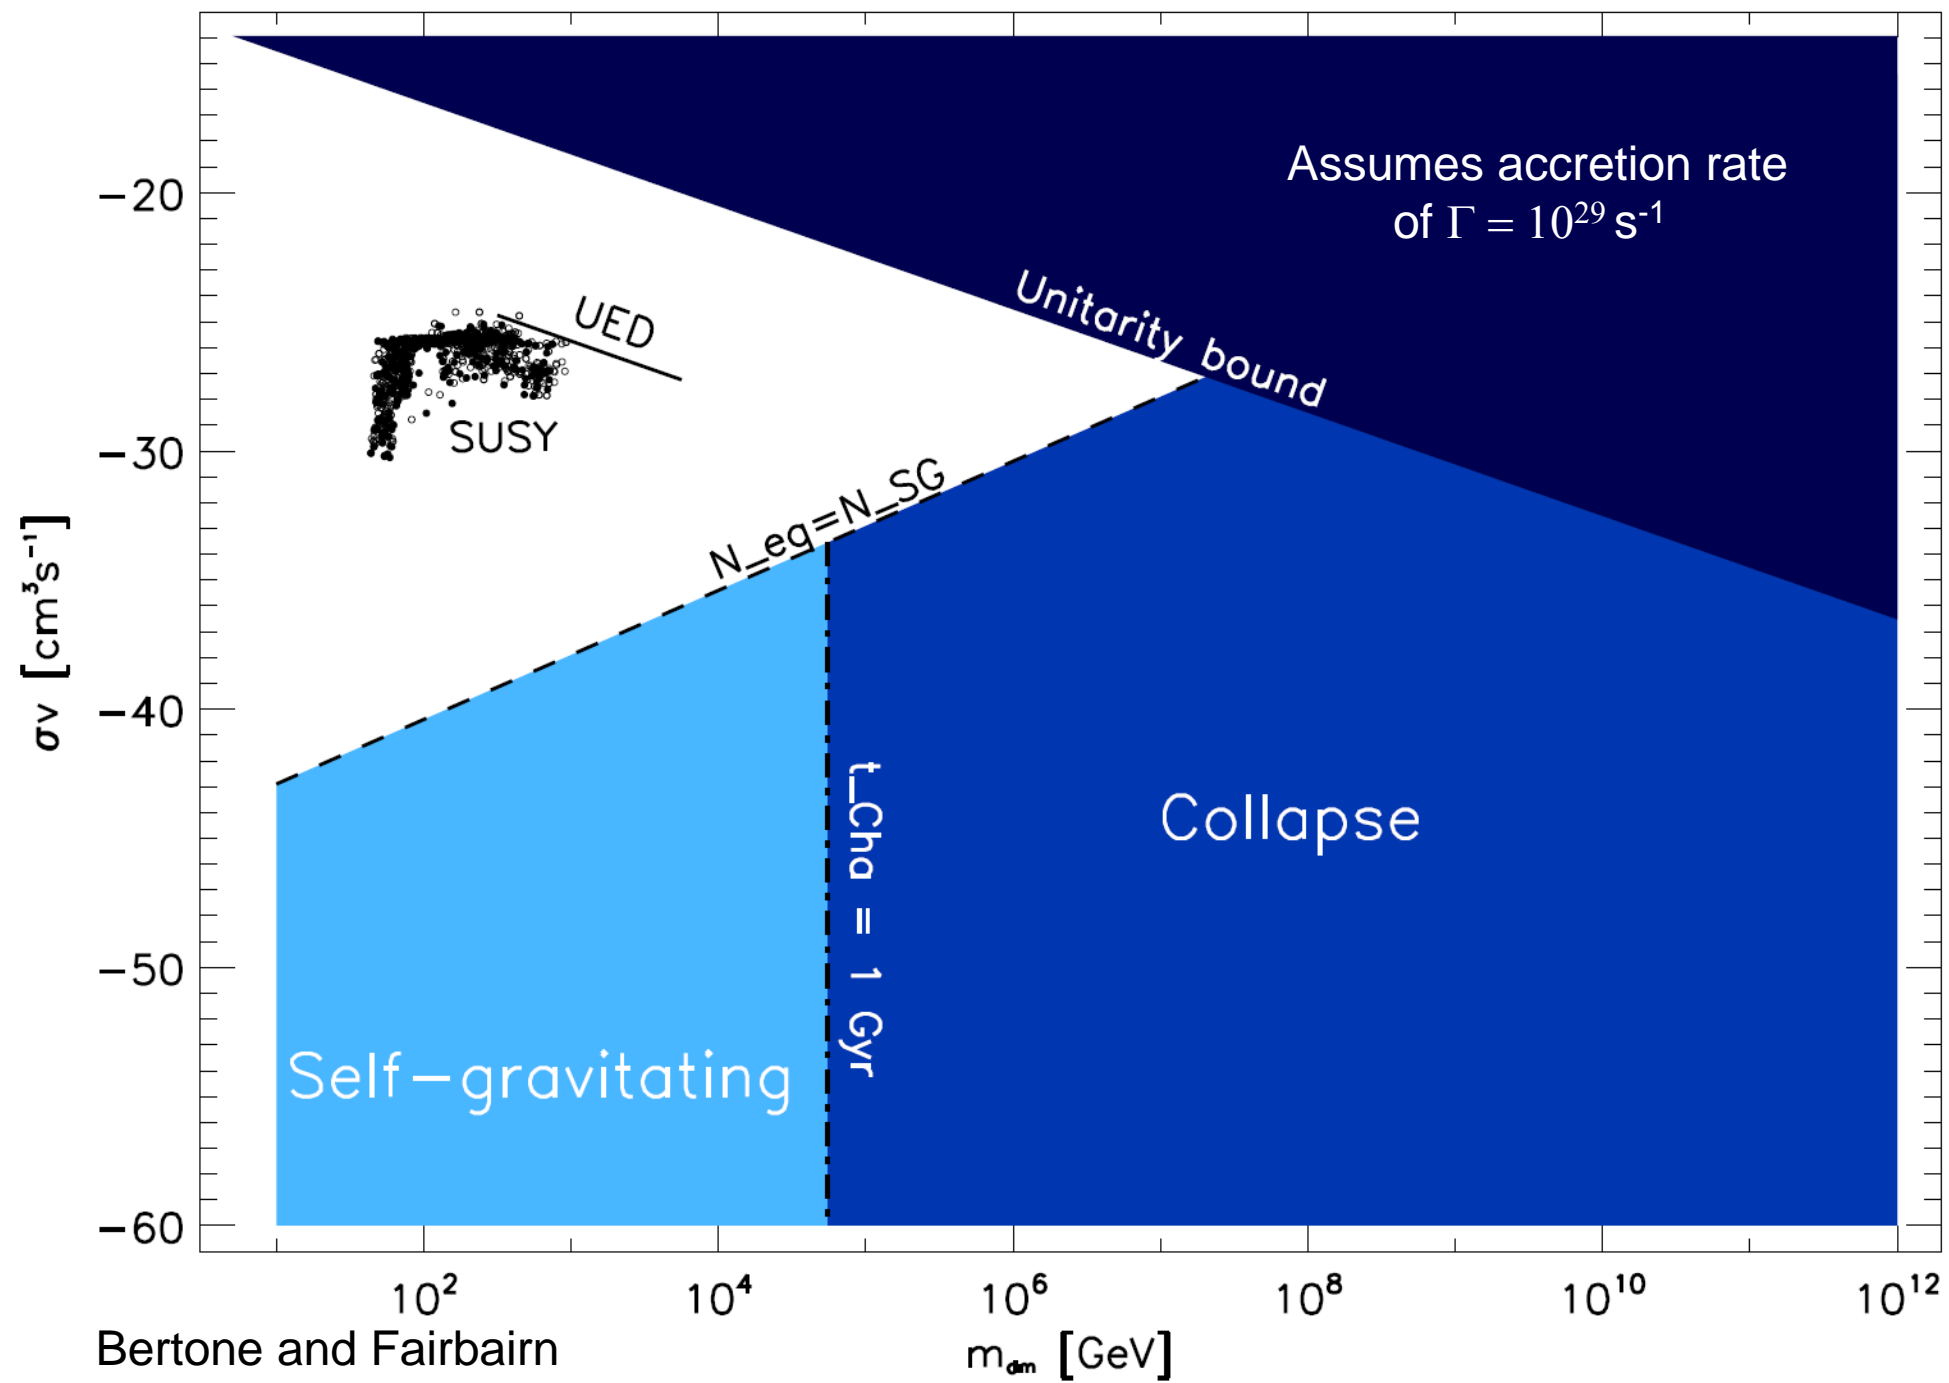 Assumes accretion rate
of Γ = 10²⁹ s⁻¹
−20
Unitarity bound
UED
SUSY
−30
N_eq=N_SG
σv [cm³s⁻¹]
−40
t_Cha = 1 Gyr
Collapse
−50
Self−gravitating
−60
10² 10⁴ 10⁶ 10⁸ 10¹⁰ 10¹²
Bertone and Fairbairn
m_dm [GeV]